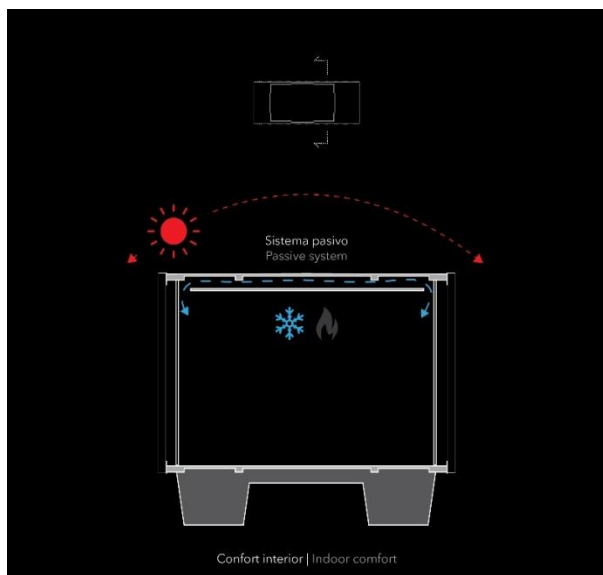 Sistema pasivo
Passive system
Confort interior | Indoor comfort